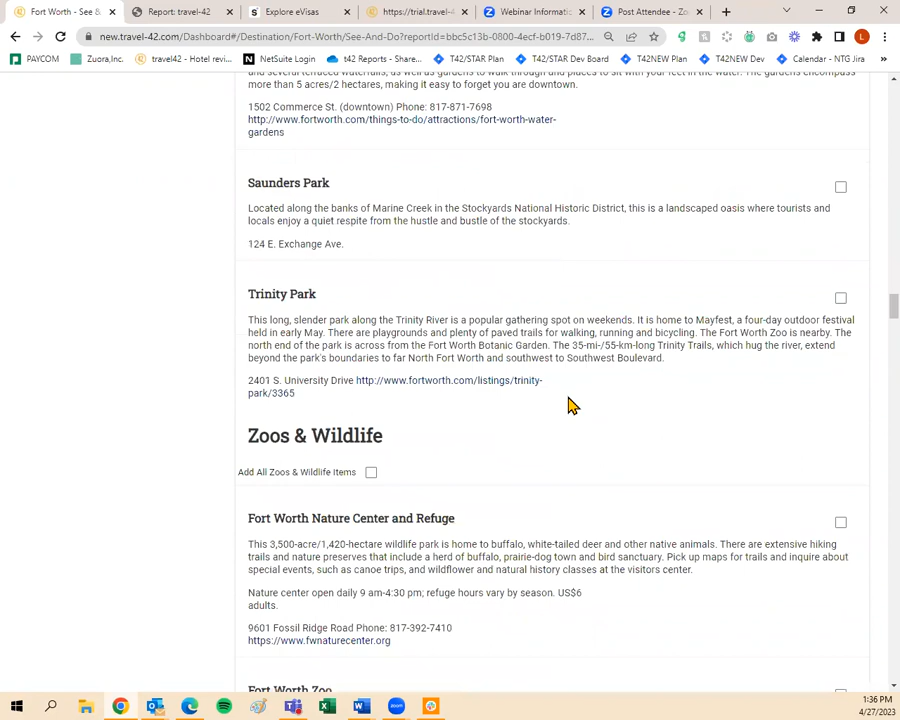 Fort Worth - See &
Report: travel-42
Explore eVisas
https://trial.travel-4
Webinar Informatic
Post Attendee - Zo
new.travel-42.com/Dashboard#/Destination/Fort-Worth/See-And-Do?reportId=bbc5c13b-0800-4ecf-b019-7d87...
PAYCOM
Zuora,Inc.
travel42 - Hotel revi...
NetSuite Login
t42 Reports - Share...
T42/STAR Plan
T42/STAR Dev Board
T42NEW Plan
T42NEW Dev
Calendar - NTG Jira
and several terraced waterfalls, as well as gardens to walk through and places to sit with your feet in the water. The gardens encompass
more than 5 acres/2 hectares, making it easy to forget you are downtown.
1502 Commerce St. (downtown) Phone: 817-871-7698
http://www.fortworth.com/things-to-do/attractions/fort-worth-water-
gardens
Saunders Park
Located along the banks of Marine Creek in the Stockyards National Historic District, this is a landscaped oasis where tourists and
locals enjoy a quiet respite from the hustle and bustle of the stockyards.
124 E. Exchange Ave.
Trinity Park
This long, slender park along the Trinity River is a popular gathering spot on weekends. It is home to Mayfest, a four-day outdoor festival
held in early May. There are playgrounds and plenty of paved trails for walking, running and bicycling. The Fort Worth Zoo is nearby. The
north end of the park is across from the Fort Worth Botanic Garden. The 35-mi/55-km-long Trinity Trails, which hug the river, extend
beyond the park's boundaries to far North Fort Worth and southwest to Southwest Boulevard.
2401 S. University Drive http://www.fortworth.com/listings/trinity-
park/3365
Zoos & Wildlife
Add All Zoos & Wildlife Items
Fort Worth Nature Center and Refuge
This 3,500-acre/1,420-hectare wildlife park is home to buffalo, white-tailed deer and other native animals. There are extensive hiking
trails and nature preserves that include a herd of buffalo, prairie-dog town and bird sanctuary. Pick up maps for trails and inquire about
special events, such as canoe trips, and wildflower and natural history classes at the visitors center.
Nature center open daily 9 am-4:30 pm; refuge hours vary by season. US$6
adults.
9601 Fossil Ridge Road Phone: 817-392-7410
https://www.fwnaturecenter.org
Fort Worth Zoo
1:36 PM
4/27/2023